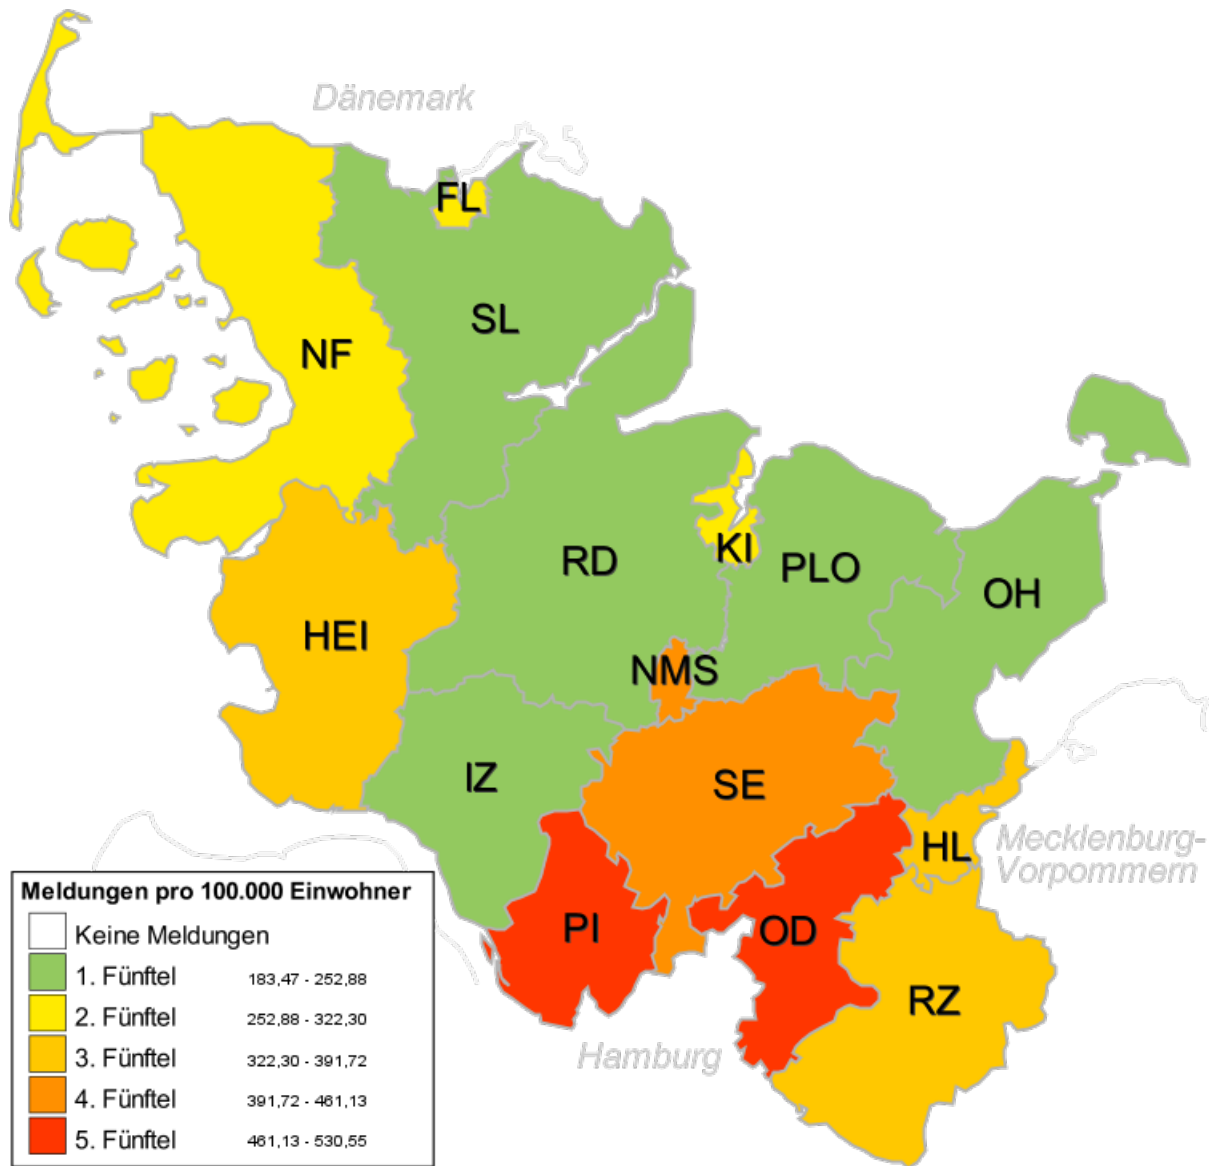 Dänemark
FL
SL
NF
RD
KI
PLO
OH
HEI
NMS
IZ
SE
HL
Mecklenburg-
Vorpommern
PI
OD
RZ
Hamburg
Meldungen pro 100.000 Einwohner
Keine Meldungen
1. Fünftel 183,47 - 252,88
2. Fünftel 252,88 - 322,30
3. Fünftel 322,30 - 391,72
4. Fünftel 391,72 - 461,13
5. Fünftel 461,13 - 530,55